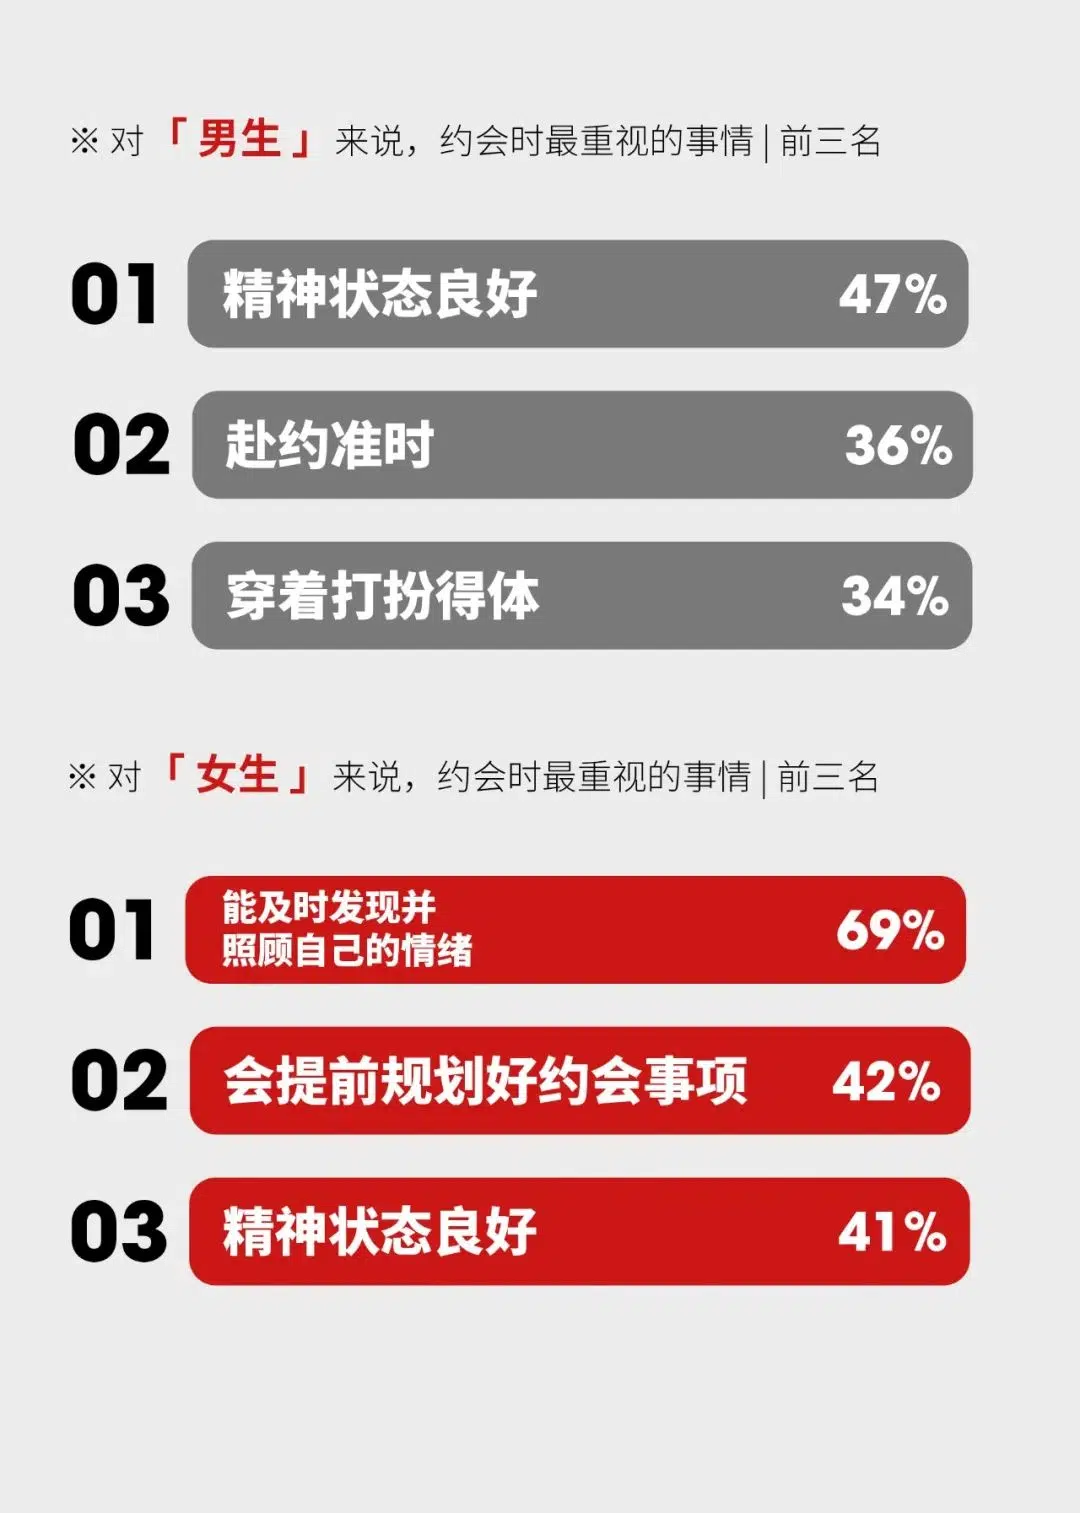 ※ 对「 男生 」来说，约会时最重视的事情 | 前三名
01 精神状态良好 47%
02 赴约准时 36%
03 穿着打扮得体 34%
※ 对「 女生 」来说，约会时最重视的事情 | 前三名
01 能及时发现并
照顾自己的情绪 69%
02 会提前规划好约会事项 42%
03 精神状态良好 41%